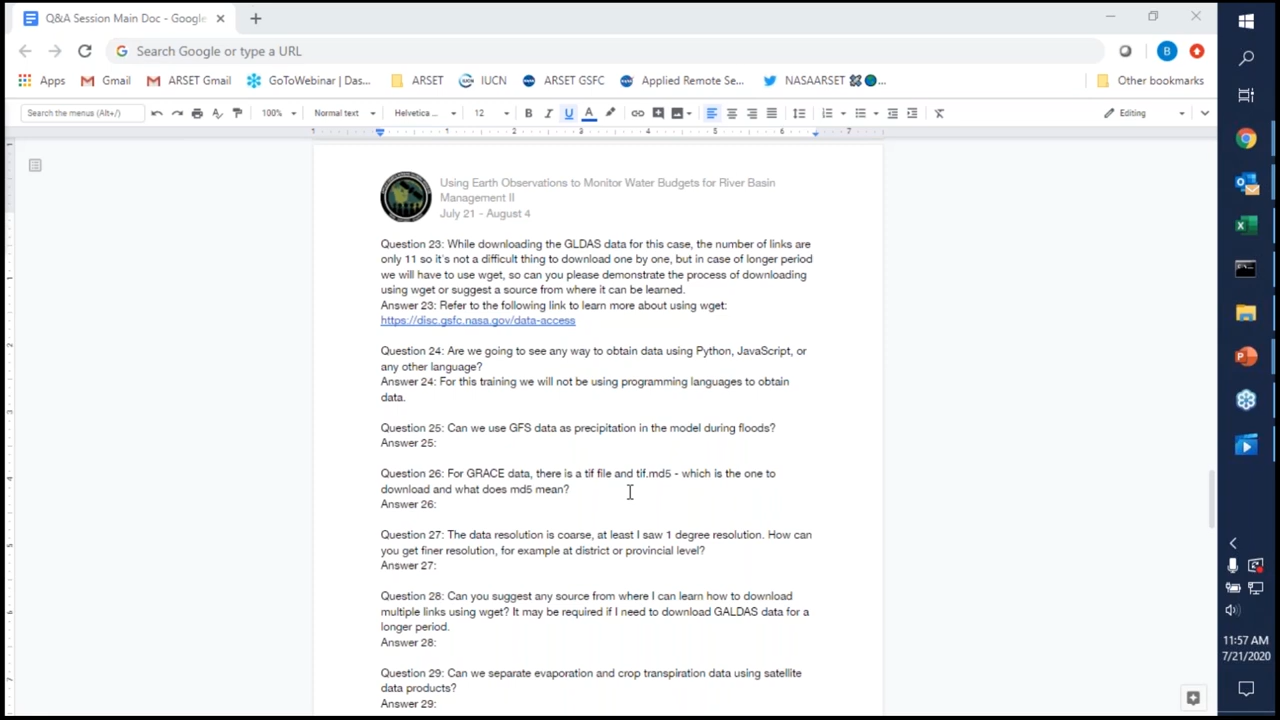 Q&A Session Main Doc - Google
Search Google or type a URL
B
Apps
Gmail
ARSET Gmail
GoToWebinar | Das...
ARSET
IUCN
ARSET GSFC
Applied Remote Se...
NASAARSET
...
Other bookmarks
Search the menus (Alt+/)
100%
Normal text
Helvetica ...
12
B I U A
Editing
1 1 2 3 4 5 6 7
Using Earth Observations to Monitor Water Budgets for River Basin
Management II
July 21 - August 4
Question 23: While downloading the GLDAS data for this case, the number of links are
only 11 so it's not a difficult thing to download one by one, but in case of longer period
we will have to use wget, so can you please demonstrate the process of downloading
using wget or suggest a source from where it can be learned.
Answer 23: Refer to the following link to learn more about using wget:
https://disc.gsfc.nasa.gov/data-access
Question 24: Are we going to see any way to obtain data using Python, JavaScript, or
any other language?
Answer 24: For this training we will not be using programming languages to obtain
data.
Question 25: Can we use GFS data as precipitation in the model during floods?
Answer 25:
Question 26: For GRACE data, there is a tif file and tif.md5 - which is the one to
download and what does md5 mean?
Answer 26:
Question 27: The data resolution is coarse, at least I saw 1 degree resolution. How can
you get finer resolution, for example at district or provincial level?
Answer 27:
Question 28: Can you suggest any source from where I can learn how to download
multiple links using wget? It may be required if I need to download GALDAS data for a
longer period.
Answer 28:
Question 29: Can we separate evaporation and crop transpiration data using satellite
data products?
Answer 29:
11:57 AM
7/21/2020